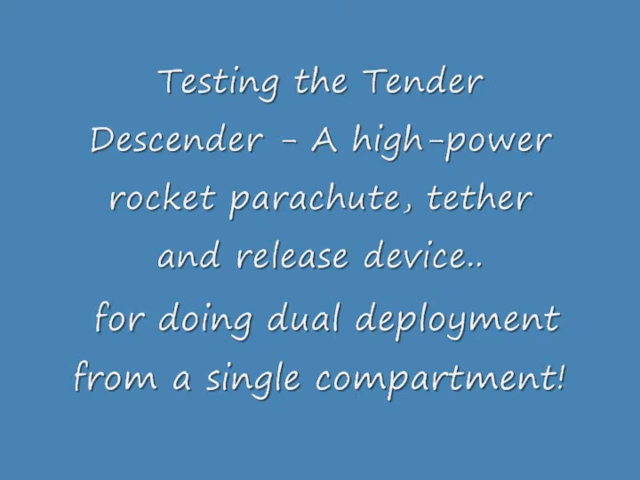 Testing the Tender
Descender - A high-power
rocket parachute, tether
and release device..
for doing dual deployment
from a single compartment!